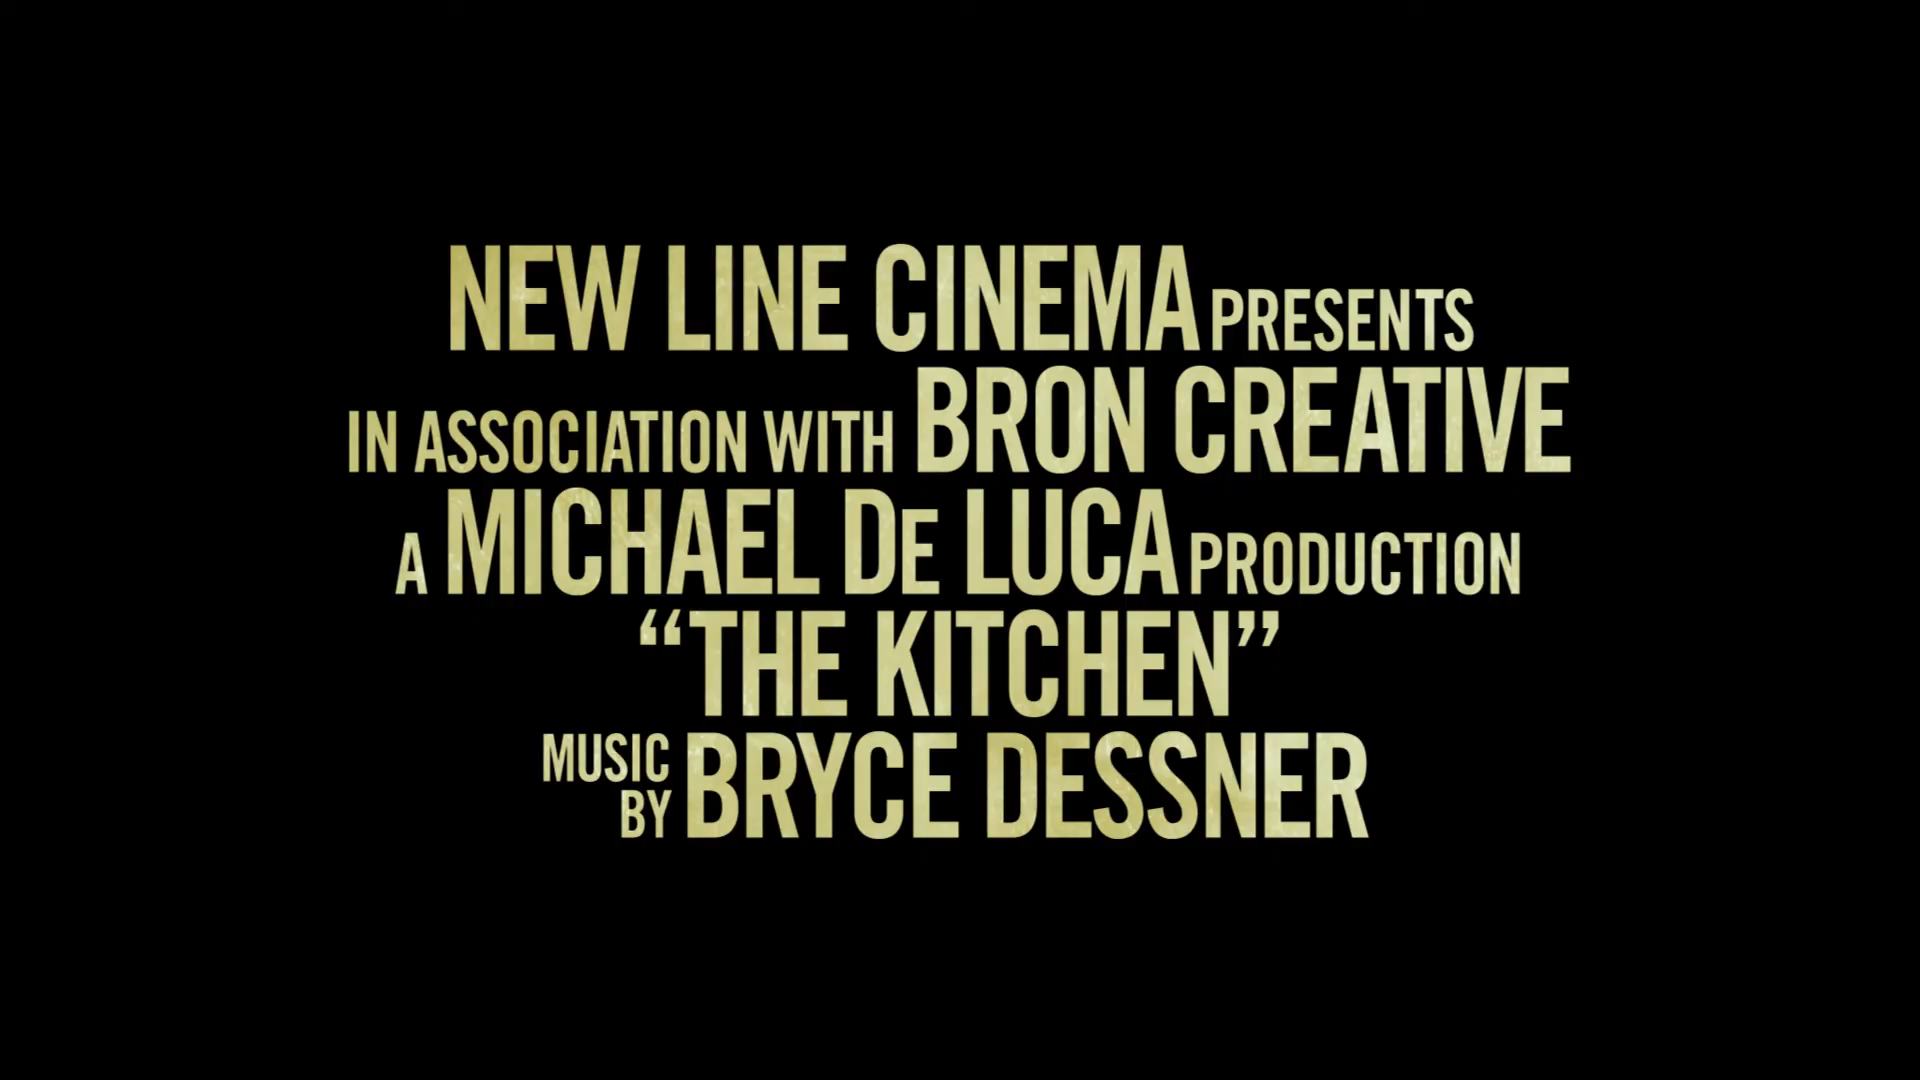 NEW LINE CINEMA PRESENTS
IN ASSOCIATION WITH BRON CREATIVE
A MICHAEL DE LUCA PRODUCTION
“THE KITCHEN”
MUSIC BY BRYCE DESSNER